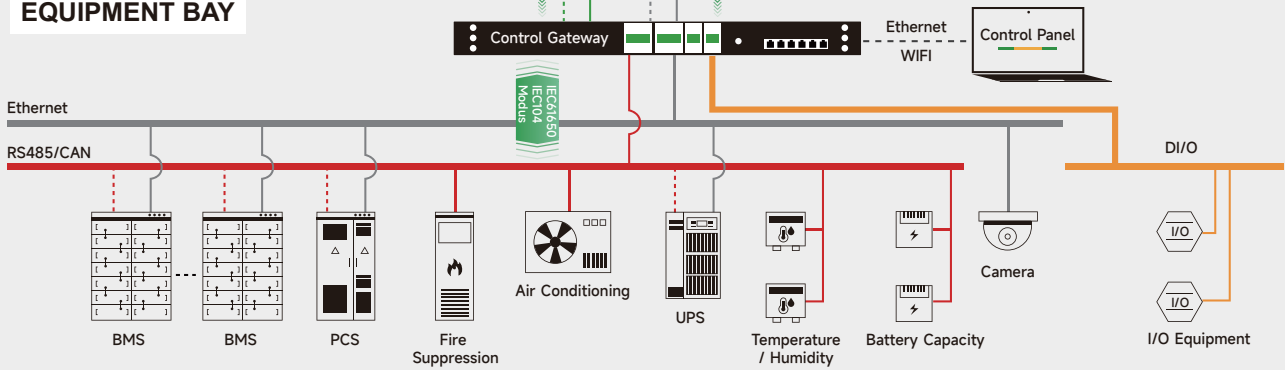 EQUIPMENT BAY
Control Gateway
Ethernet
WIFI
Control Panel
Ethernet
IEC61650
IEC104
Modus
RS485/CAN
DI/O
I/O
I/O
BMS
BMS
PCS
Fire
Suppression
Air Conditioning
UPS
Temperature
/ Humidity
Battery Capacity
Camera
I/O Equipment